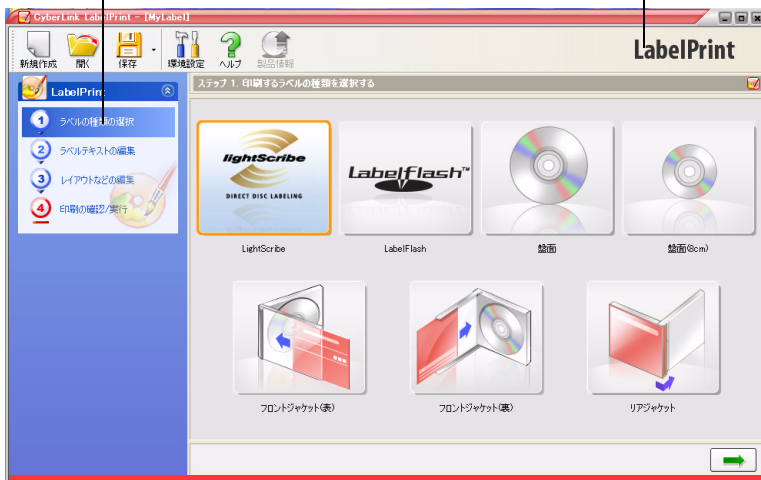 CyberLink LabelPrint - [MyLabel]
新規作成 開く 保存 環境設定 ヘルプ 製品情報
LabelPrint
LabelPrint
ステップ 1. 印刷するラベルの種類を選択する
1 ラベルの種類の選択
2 ラベルテキストの編集
3 レイアウトなどの編集
4 印刷の確認/実行
lightScribe
DIRECT DISC LABELING
Labelflash™
LightScribe
LabelFlash
盤面
盤面(8cm)
フロントジャケット(表)
フロントジャケット(裏)
リアジャケット